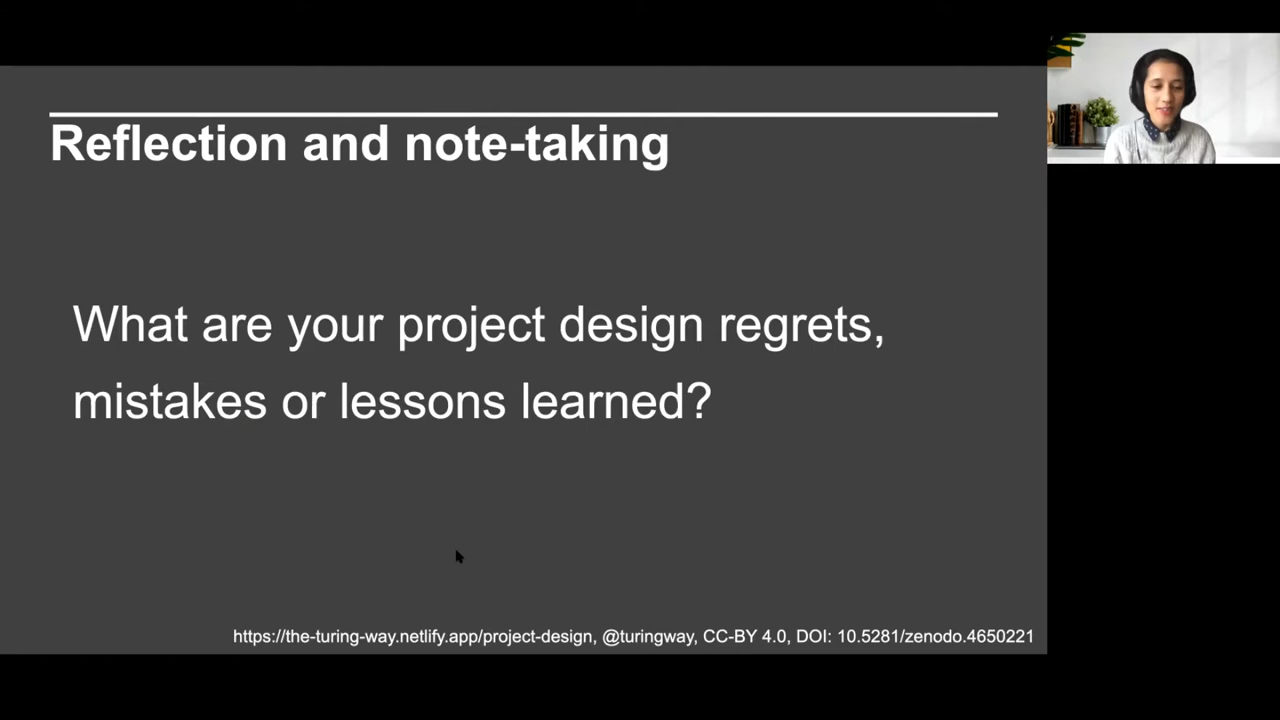 Reflection and note-taking
What are your project design regrets,
mistakes or lessons learned?
https://the-turing-way.netlify.app/project-design, @turingway, CC-BY 4.0, DOI: 10.5281/zenodo.4650221